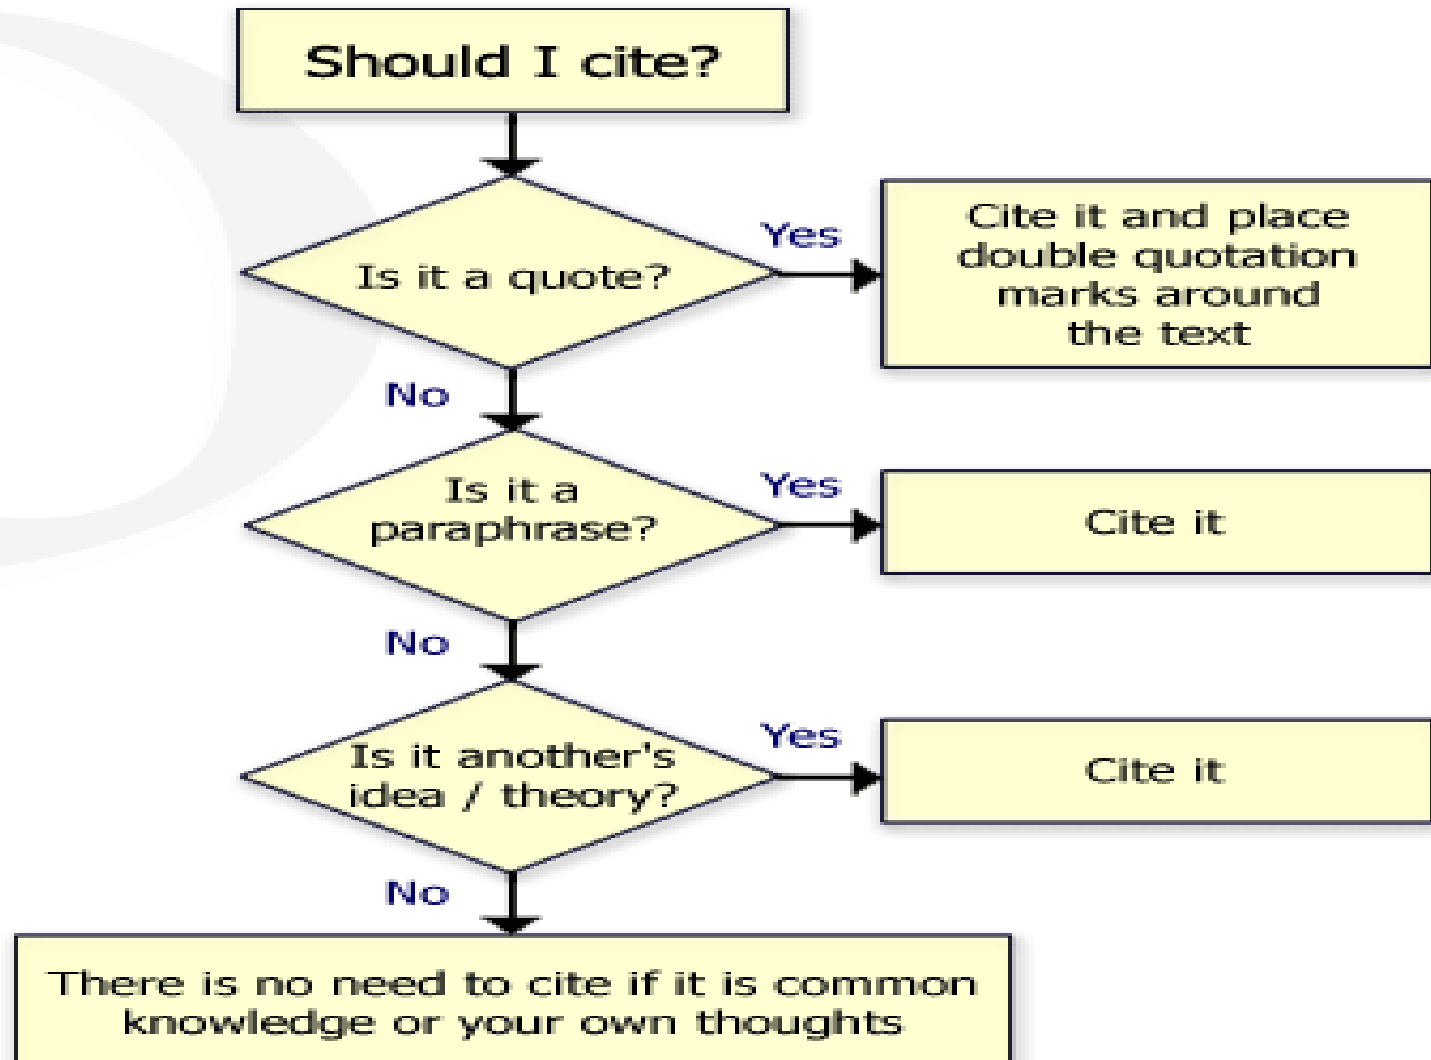 Should I cite?
Yes
Is it a quote?
Cite it and place
double quotation
marks around
the text
No
Is it a
paraphrase?
Yes
Cite it
No
Is it another's
idea / theory?
Yes
Cite it
No
There is no need to cite if it is common
knowledge or your own thoughts